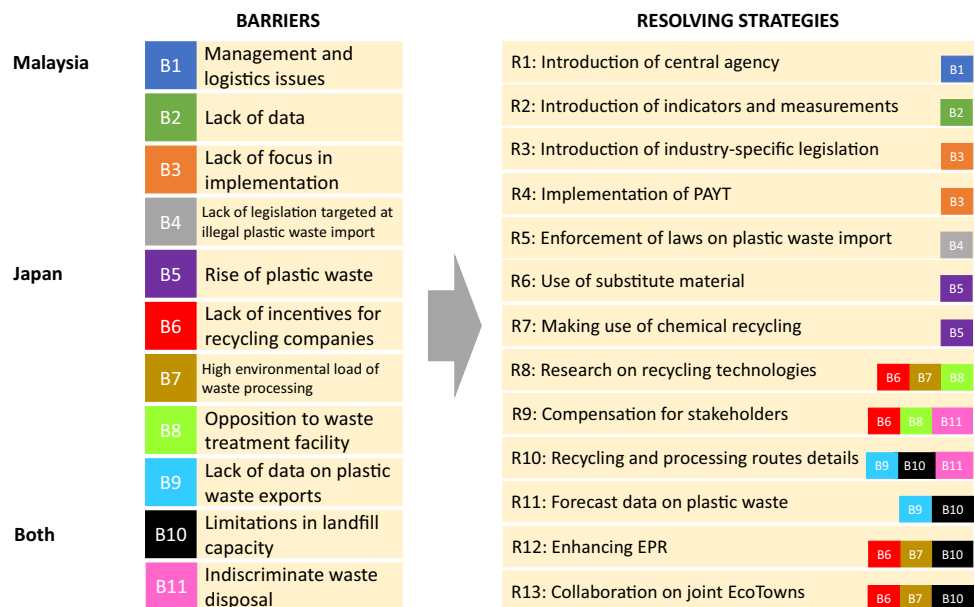 BARRIERS
RESOLVING STRATEGIES
Malaysia
B1
Management and
logistics issues
B2
Lack of data
B3
Lack of focus in
implementation
B4
Lack of legislation targeted at
illegal plastic waste import
Japan
B5
Rise of plastic waste
B6
Lack of incentives for
recycling companies
B7
High environmental load of
waste processing
B8
Opposition to waste
treatment facility
B9
Lack of data on plastic
waste exports
Both
B10
Limitations in landfill
capacity
B11
Indiscriminate waste
disposal
R1: Introduction of central agency
B1
R2: Introduction of indicators and measurements
B2
R3: Introduction of industry-specific legislation
B3
R4: Implementation of PAYT
B3
R5: Enforcement of laws on plastic waste import
B4
R6: Use of substitute material
B5
R7: Making use of chemical recycling
B5
R8: Research on recycling technologies
B6 B7 B8
R9: Compensation for stakeholders
B6 B8 B11
R10: Recycling and processing routes details
B9 B10 B11
R11: Forecast data on plastic waste
B9 B10
R12: Enhancing EPR
B6 B7 B10
R13: Collaboration on joint EcoTowns
B6 B7 B10